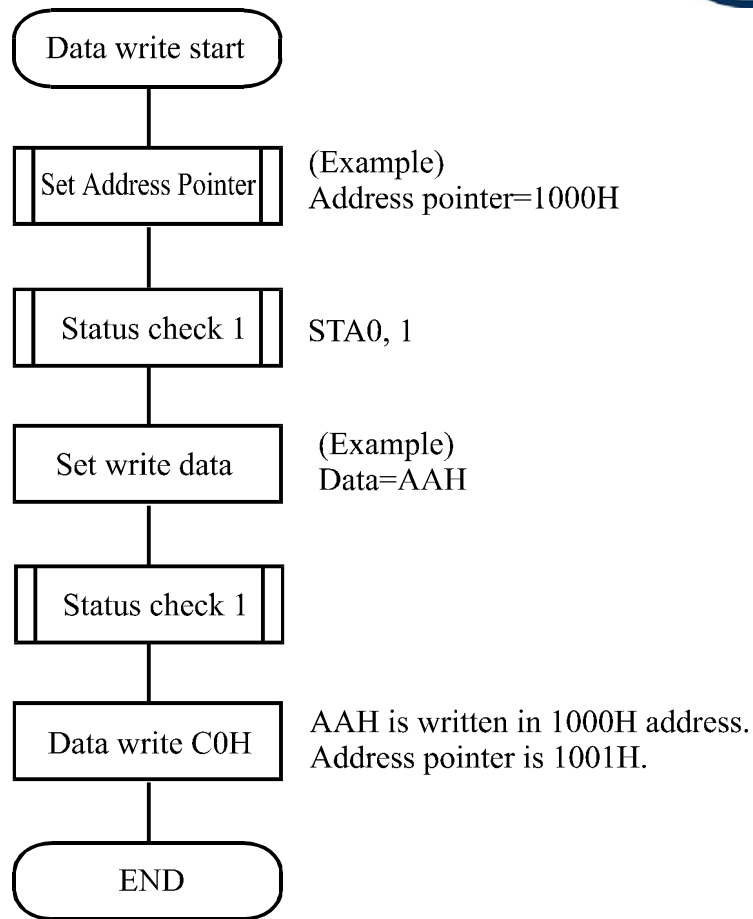 Data write start
Set Address Pointer
(Example)
Address pointer=1000H
Status check 1
STA0, 1
Set write data
(Example)
Data=AAH
Status check 1
Data write C0H
AAH is written in 1000H address.
Address pointer is 1001H.
END